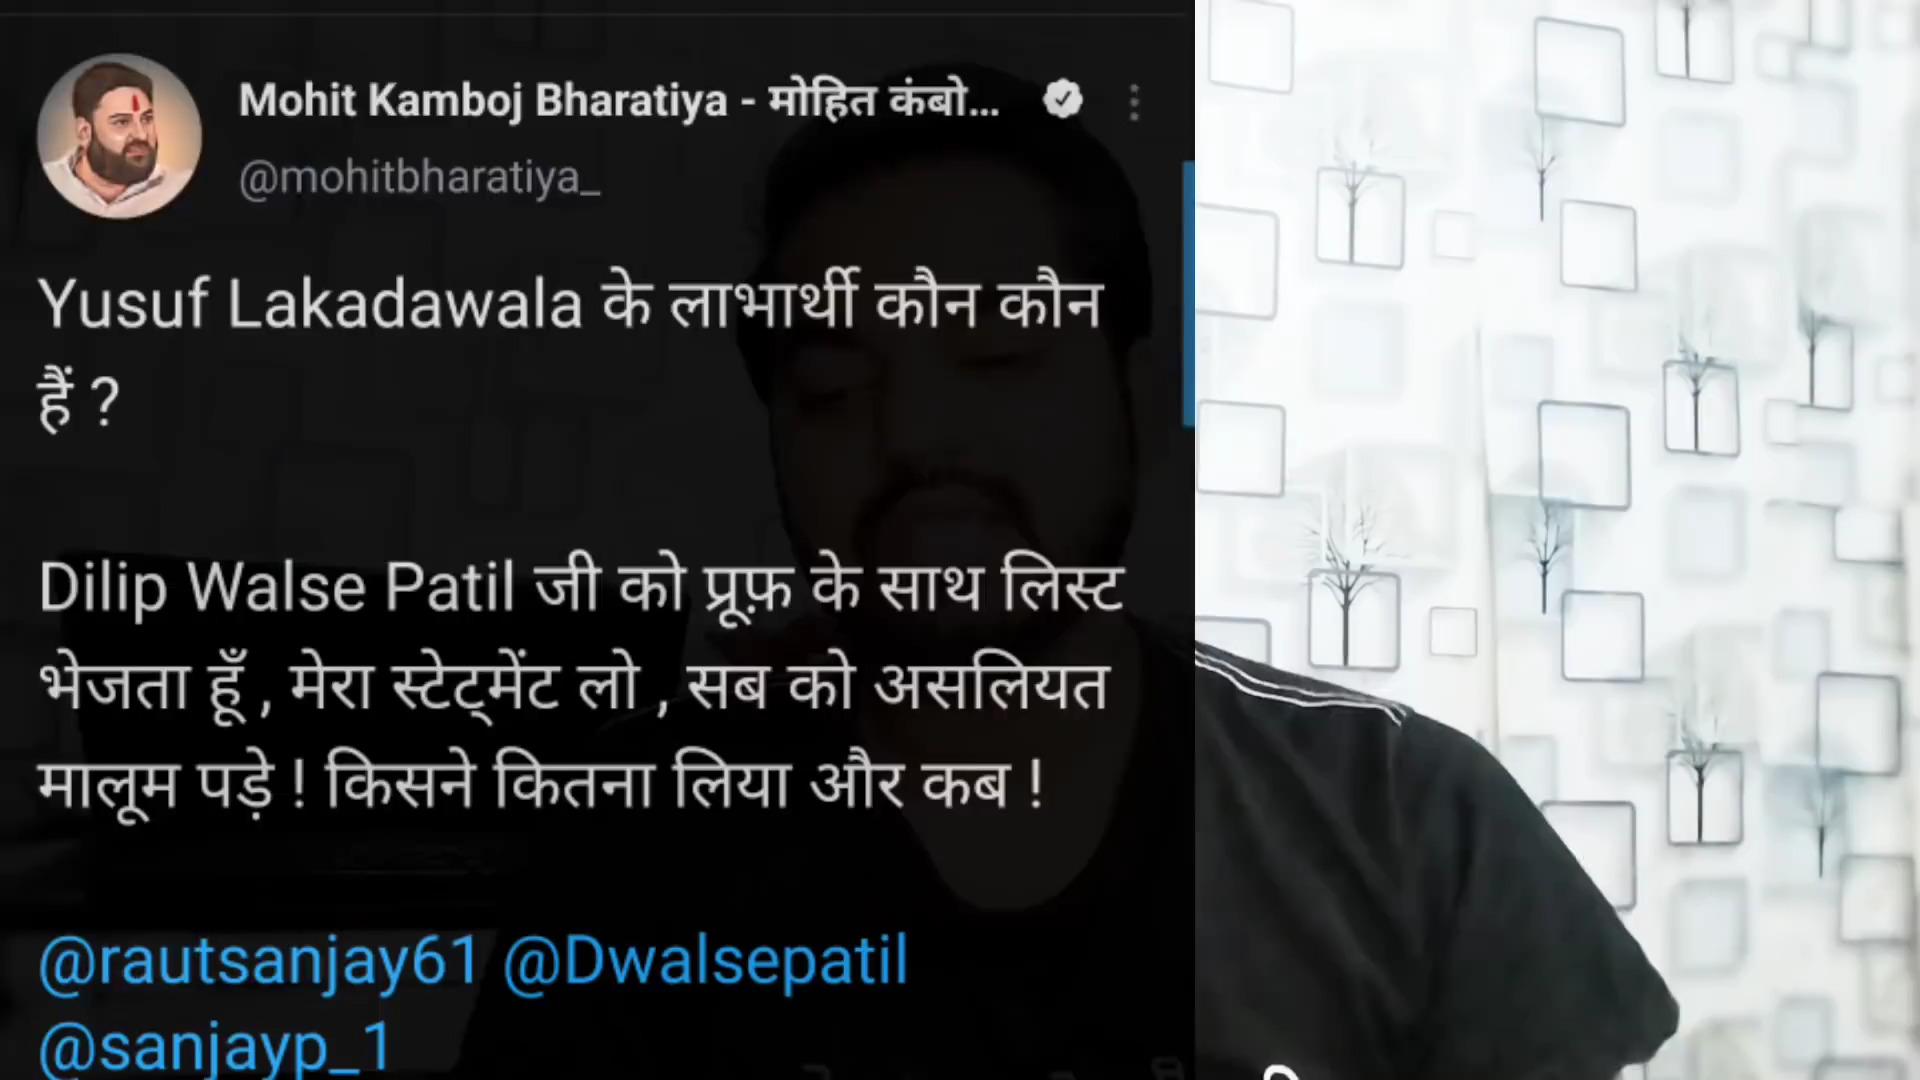 Mohit Kamboj Bharatiya - मोहित कंबो...
@mohitbharatiya_
Yusuf Lakadawala के लाभार्थी कौन कौन
हैं ?
Dilip Walse Patil जी को प्रूफ़ के साथ लिस्ट
भेजता हूँ , मेरा स्टेट्मेंट लो , सब को असलियत
मालूम पड़े ! किसने कितना लिया और कब !
@rautsanjay61 @Dwalsepatil
@sanjayp_1